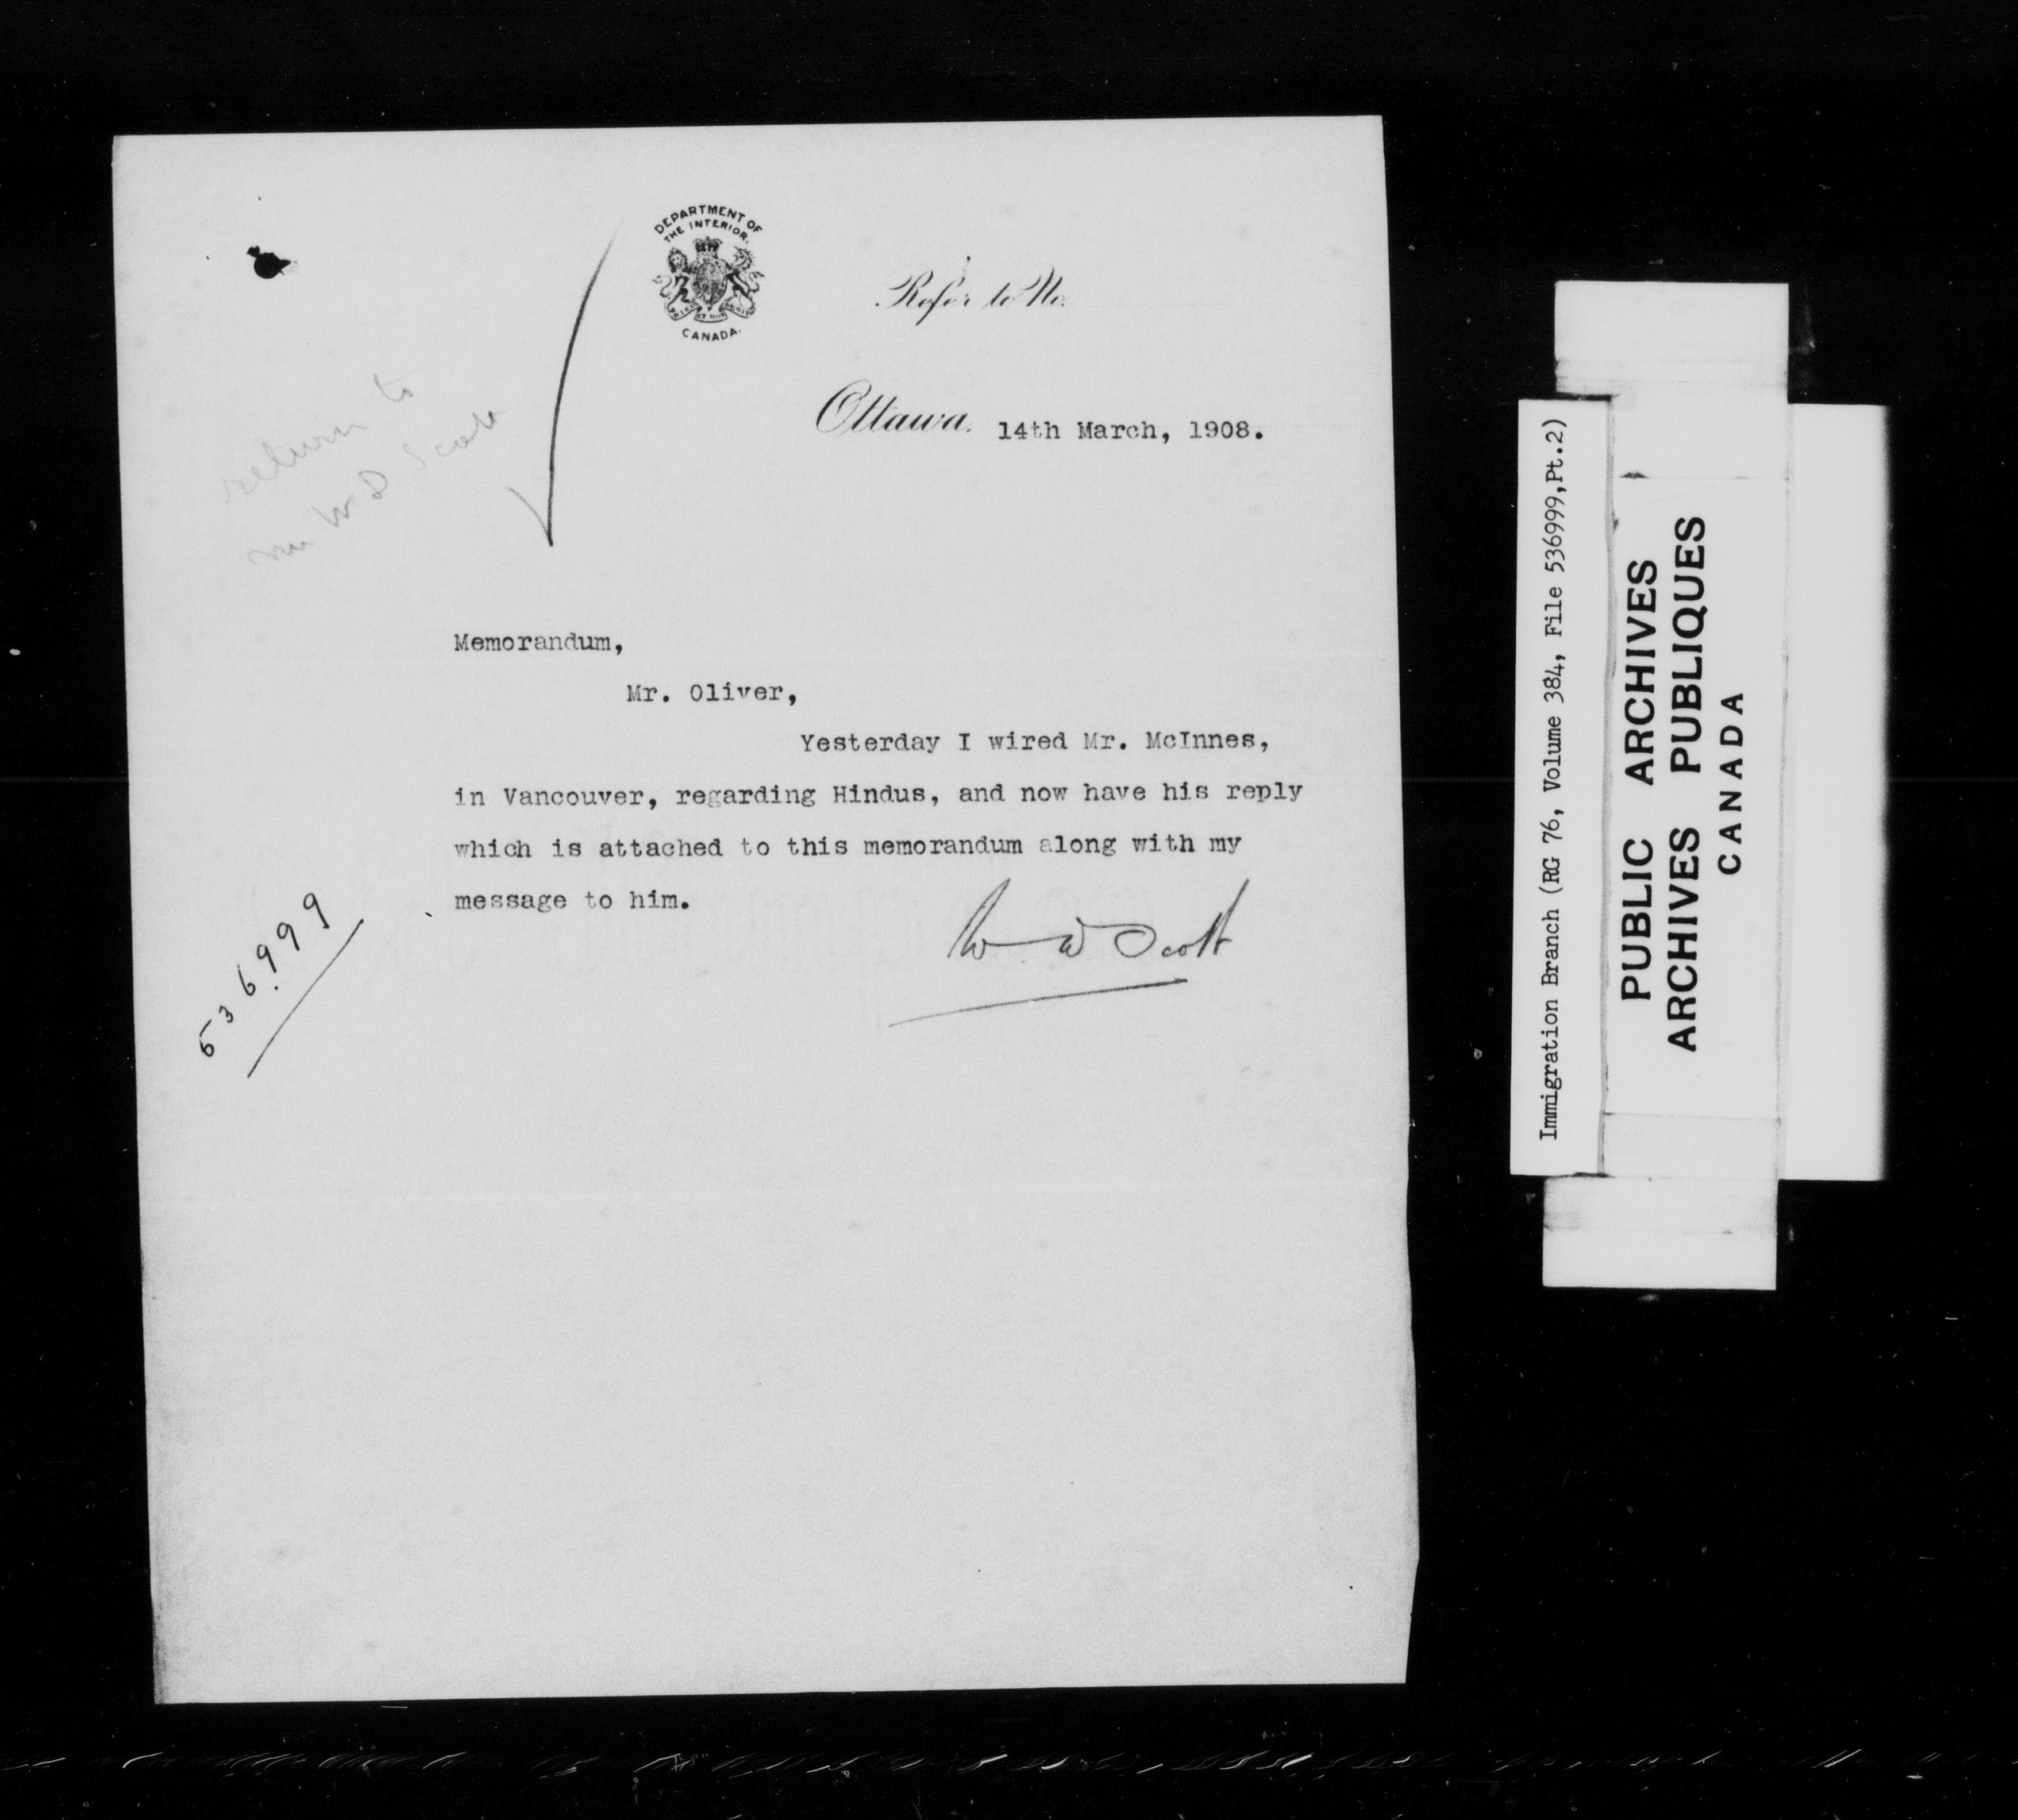 DEPARTMENT OF
THE INTERIOR.
CANADA.
Refer to No.
Ottawa. 14th March, 1908.
return to
Mr W D Scott
Memorandum,
Mr. Oliver,
Yesterday I wired Mr. McInnes,
in Vancouver, regarding Hindus, and now have his reply
which is attached to this memorandum along with my
message to him.
W D Scott
536999
Immigration Branch (RG 76, Volume 384, File 536999,Pt.2)
PUBLIC ARCHIVES
ARCHIVES PUBLIQUES
CANADA